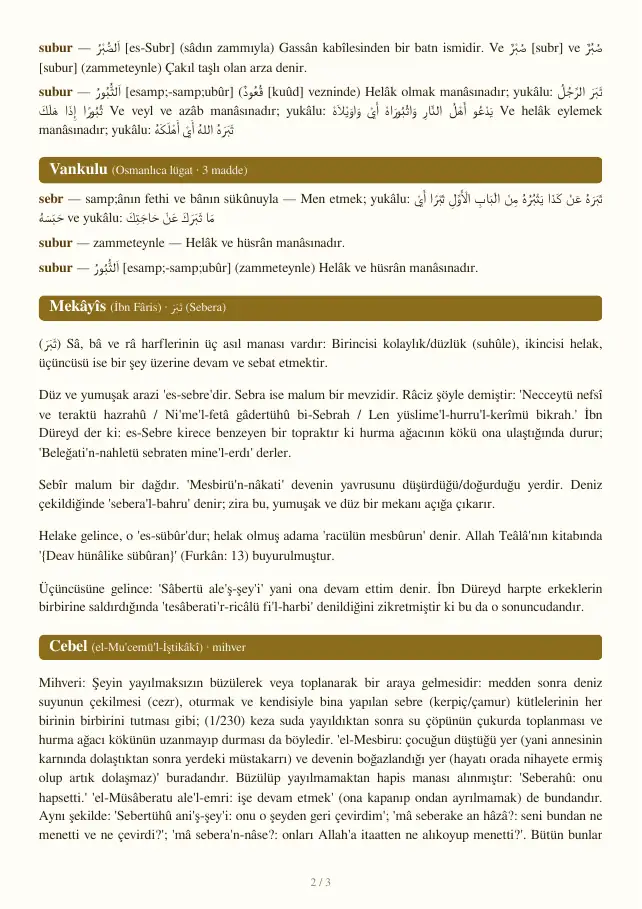 subur — اَلصُّبْرُ [es-Subr] (sâdın zammıyla) Gassân kabîlesinden bir batn ismidir. Ve صُبْرٌ [subr] ve صُبُرٌ
[subur] (zammeteynle) Çakıl taşlı olan arza denir.
subur — اَلثُّبُورُ [esamp;-samp;ubûr] (قُعُودٌ [kuûd] vezninde) Helâk olmak manâsınadır; yukâlu: ثَبَرَ الرَّجُلُ
ثُبُورًا إِذَا هَلَكَ Ve veyl ve azâb manâsınadır; yukâlu: يَدْعُو أَهْلُ النَّارِ وَاثُبُورَاهْ أَيْ وَاوَيْلَاهْ Ve helâk eylemek
manâsınadır; yukâlu: ثَبَرَهُ اللهُ أَيْ أَهْلَكَهُ
Vankulu (Osmanlıca lügat · 3 madde)
sebr — samp;ânın fethi ve bânın sükûnuyla — Men etmek; yukâlu: ثَبَرَهُ عَنْ كَذَا يَثْبُرُهُ مِنَ الْبَابِ الْأَوَّلِ ثَبْرًا أَيْ
حَبَسَهُ ve yukâlu: مَا ثَبَرَكَ عَنْ حَاجَتِكَ
subur — zammeteynle — Helâk ve hüsrân manâsınadır.
subur — اَلثُّبُورُ [esamp;-samp;ubûr] (zammeteynle) Helâk ve hüsrân manâsınadır.
Mekâyîs (İbn Fâris) · ثَبَرَ (Sebera)
(ثَبَرَ) Sâ, bâ ve râ harflerinin üç asıl manası vardır: Birincisi kolaylık/düzlük (suhûle), ikincisi helak,
üçüncüsü ise bir şey üzerine devam ve sebat etmektir.
Düz ve yumuşak arazi 'es-sebre'dir. Sebra ise malum bir mevzidir. Râciz şöyle demiştir: 'Necceytü nefsî
ve teraktü hazrahû / Ni'me'l-fetâ gâdertühû bi-Sebrah / Len yüslime'l-hurru'l-kerîmü bikrah.' İbn
Düreyd der ki: es-Sebre kirece benzeyen bir topraktır ki hurma ağacının kökü ona ulaştığında durur;
'Beleğati'n-nahletü sebraten mine'l-erdı' derler.
Sebîr malum bir dağdır. 'Mesbirü'n-nâkati' devenin yavrusunu düşürdüğü/doğurduğu yerdir. Deniz
çekildiğinde 'sebera'l-bahru' denir; zira bu, yumuşak ve düz bir mekanı açığa çıkarır.
Helake gelince, o 'es-sübûr'dur; helak olmuş adama 'racülün mesbûrun' denir. Allah Teâlâ'nın kitabında
'{Deav hünâlike sübûran}' (Furkân: 13) buyurulmuştur.
Üçüncüsüne gelince: 'Sâbertü ale'ş-şey'i' yani ona devam ettim denir. İbn Düreyd harpte erkeklerin
birbirine saldırdığında 'tesâberati'r-ricâlü fi'l-harbi' denildiğini zikretmiştir ki bu da o sonuncudandır.
Cebel (el-Mu'cemü'l-İştikâkî) · mihver
Mihveri: Şeyin yayılmaksızın büzülerek veya toplanarak bir araya gelmesidir: medden sonra deniz
suyunun çekilmesi (cezr), oturmak ve kendisiyle bina yapılan sebre (kerpiç/çamur) kütlelerinin her
birinin birbirini tutması gibi; (1/230) keza suda yayıldıktan sonra su çöpünün çukurda toplanması ve
hurma ağacı kökünün uzanmayıp durması da böyledir. 'el-Mesbiru: çocuğun düştüğü yer (yani annesinin
karnında dolaştıktan sonra yerdeki müstakarrı) ve devenin boğazlandığı yer (hayatı orada nihayete ermiş
olup artık dolaşmaz)' buradandır. Büzülüp yayılmamaktan hapis manası alınmıştır: 'Seberahû: onu
hapsetti.' 'el-Müsâberatu ale'l-emri: işe devam etmek' (ona kapanıp ondan ayrılmamak) de bundandır.
Aynı şekilde: 'Sebertühû ani'ş-şey'i: onu o şeyden geri çevirdim'; 'mâ seberake an hâzâ?: seni bundan ne
menetti ve ne çevirdi?'; 'mâ sebera'n-nâse?: onları Allah'a itaatten ne alıkoyup menetti?'. Bütün bunlar
2 / 3